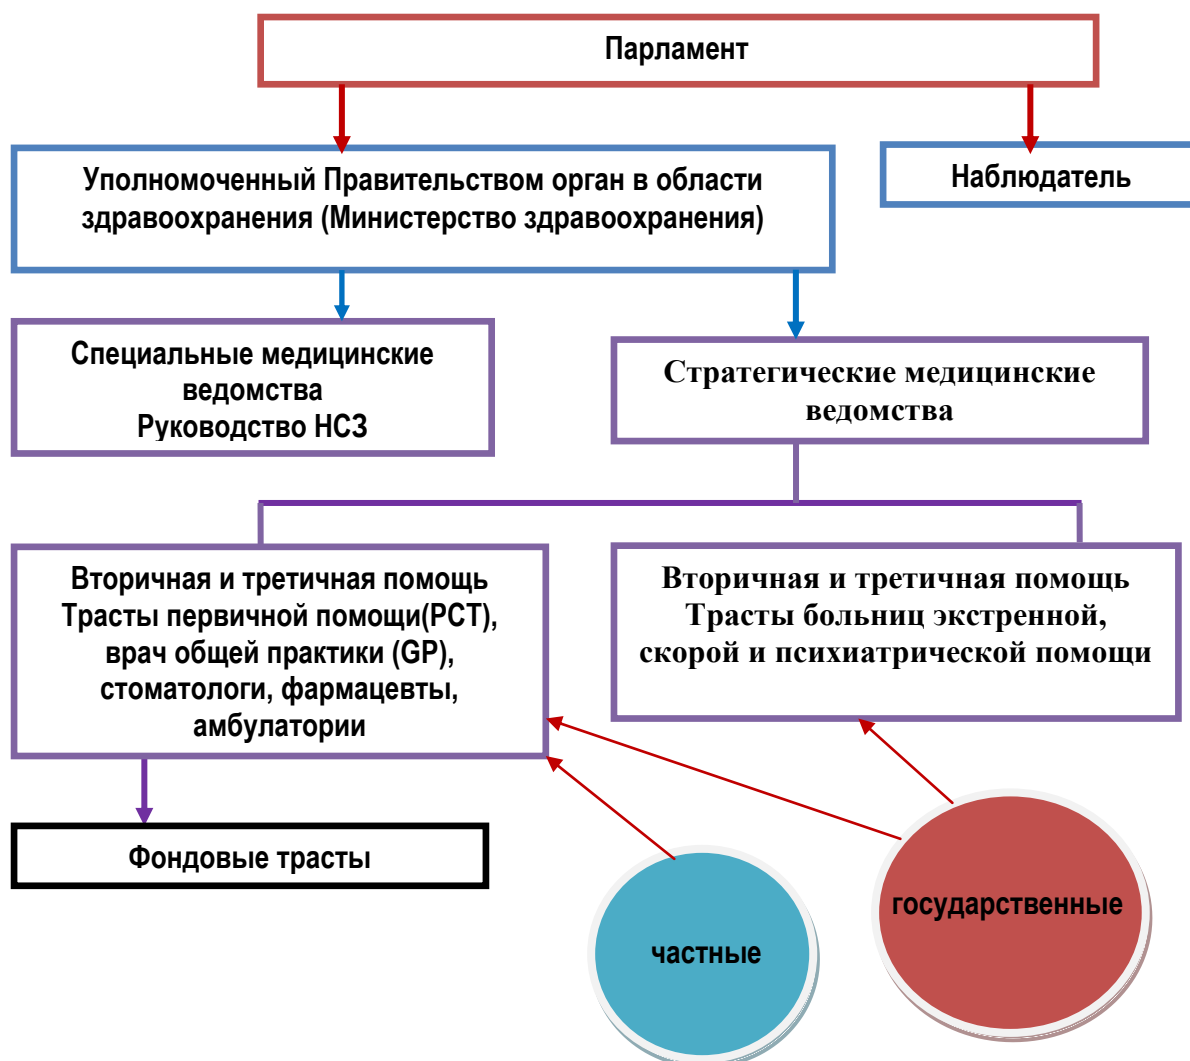 Парламент
Уполномоченный Правительством орган в области
здравоохранения (Министерство здравоохранения)
Наблюдатель
Специальные медицинские
ведомства
Руководство НСЗ
Стратегические медицинские
ведомства
Вторичная и третичная помощь
Трасты первичной помощи(PCT),
врач общей практики (GP),
стоматологи, фармацевты,
амбулатории
Вторичная и третичная помощь
Трасты больниц экстренной,
скорой и психиатрической помощи
Фондовые трасты
частные
государственные